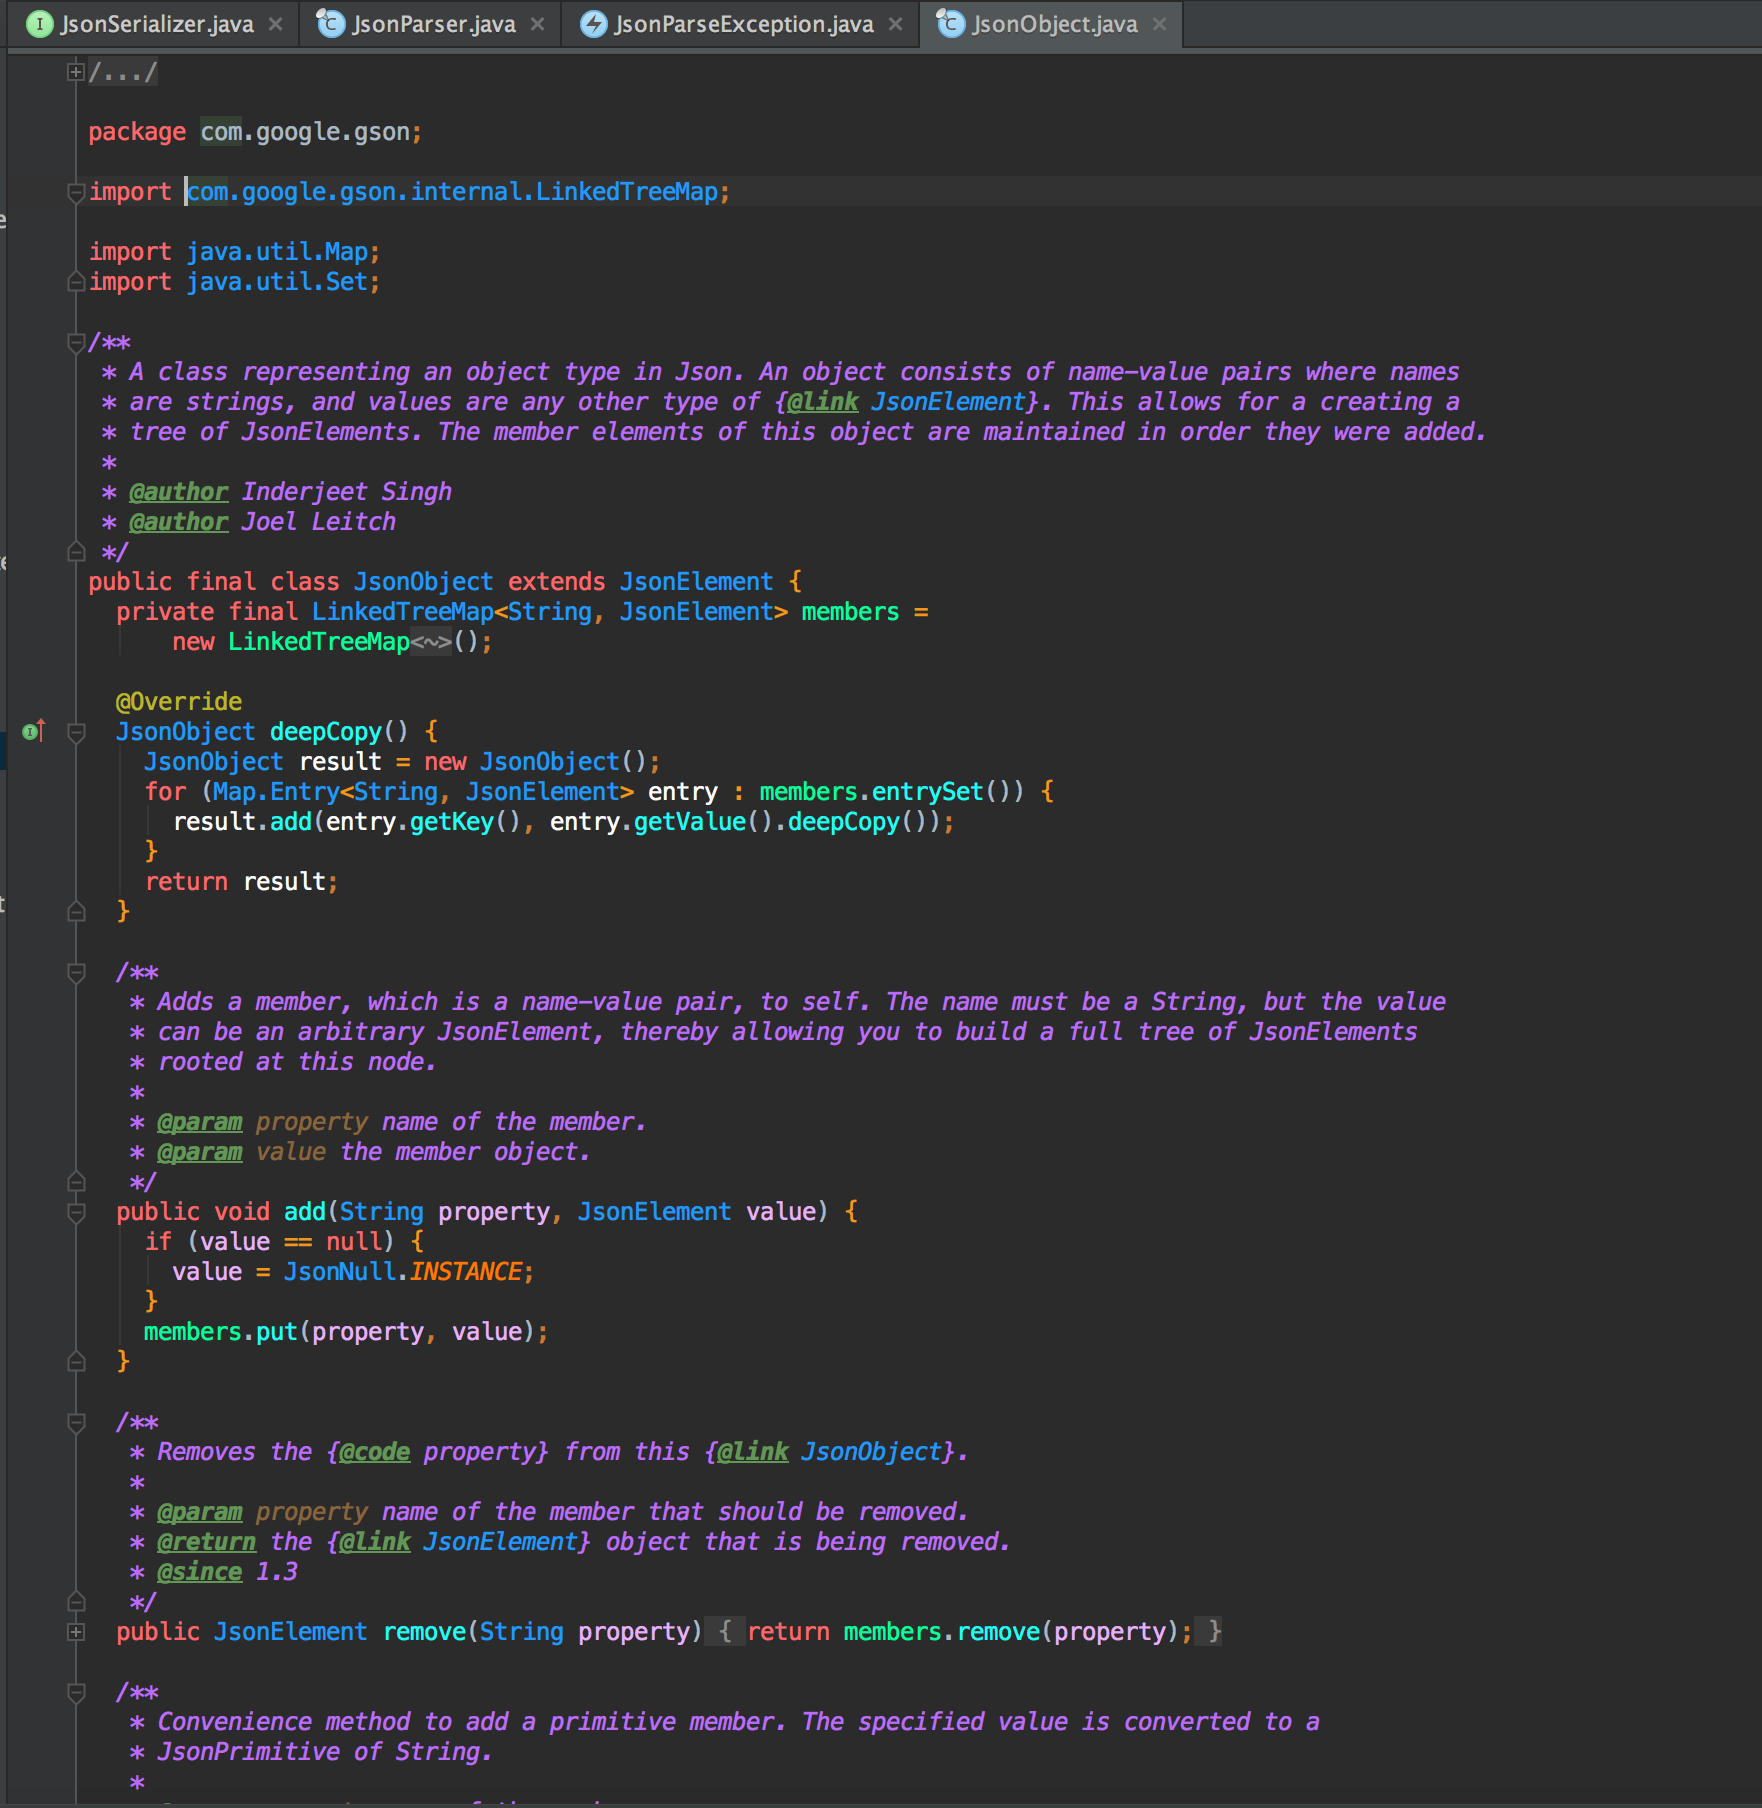 JsonSerializer.java JsonParser.java JsonParseException.java JsonObject.java
/.../
package com.google.gson;
import com.google.gson.internal.LinkedTreeMap;
import java.util.Map;
import java.util.Set;
/**
* A class representing an object type in Json. An object consists of name-value pairs where names
* are strings, and values are any other type of {@link JsonElement}. This allows for a creating a
* tree of JsonElements. The member elements of this object are maintained in order they were added.
*
* @author Inderjeet Singh
* @author Joel Leitch
*/
public final class JsonObject extends JsonElement {
private final LinkedTreeMap<String, JsonElement> members =
new LinkedTreeMap<~>();
@Override
JsonObject deepCopy() {
JsonObject result = new JsonObject();
for (Map.Entry<String, JsonElement> entry : members.entrySet()) {
result.add(entry.getKey(), entry.getValue().deepCopy());
}
return result;
}
/**
* Adds a member, which is a name-value pair, to self. The name must be a String, but the value
* can be an arbitrary JsonElement, thereby allowing you to build a full tree of JsonElements
* rooted at this node.
*
* @param property name of the member.
* @param value the member object.
*/
public void add(String property, JsonElement value) {
if (value == null) {
value = JsonNull.INSTANCE;
}
members.put(property, value);
}
/**
* Removes the {@code property} from this {@link JsonObject}.
*
* @param property name of the member that should be removed.
* @return the {@link JsonElement} object that is being removed.
* @since 1.3
*/
public JsonElement remove(String property) { return members.remove(property); }
/**
* Convenience method to add a primitive member. The specified value is converted to a
* JsonPrimitive of String.
*